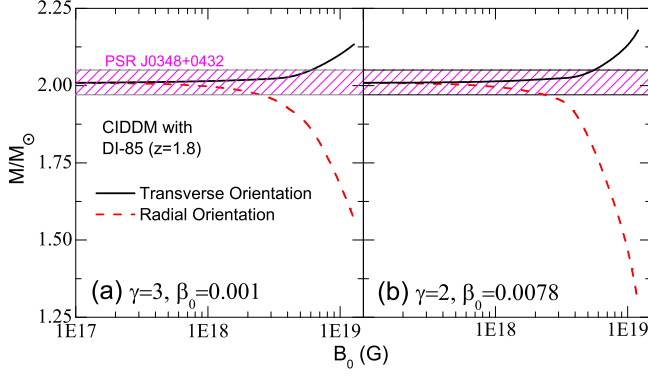 2.25
2.00
1.75
1.50
1.25
M/M⊙
PSR J0348+0432
CIDDM with
DI-85 (z=1.8)
Transverse Orientation
Radial Orientation
(a) γ=3, β₀=0.001
(b) γ=2, β₀=0.0078
1E17 1E18 1E19 1E18 1E19
B₀ (G)